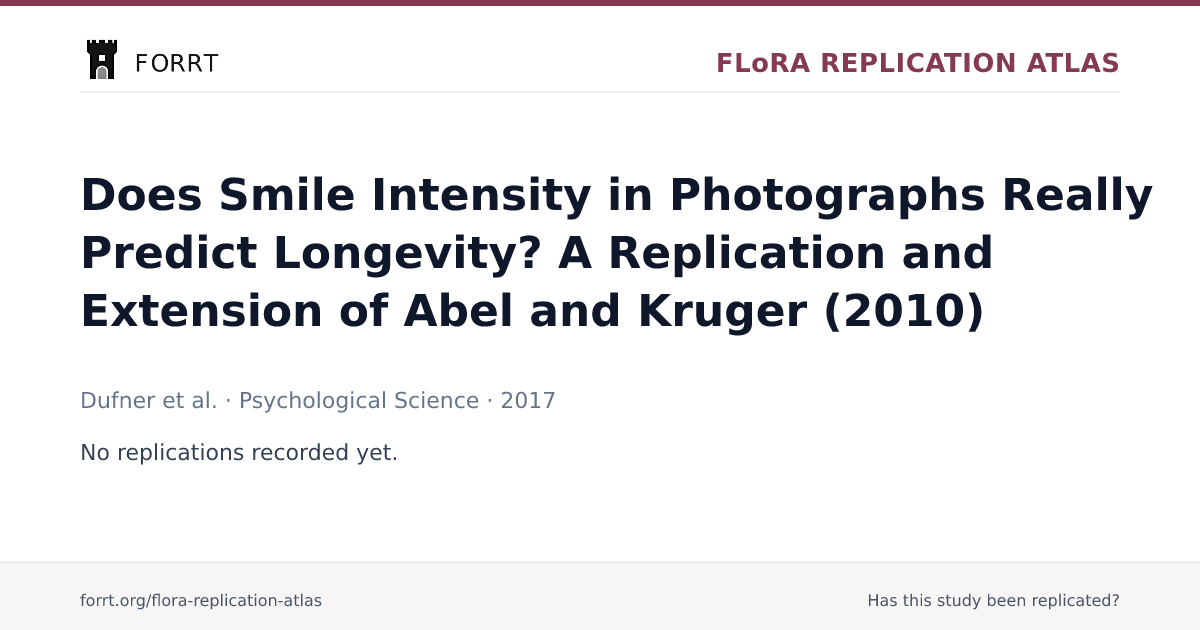 FORRT
FLoRA REPLICATION ATLAS
Does Smile Intensity in Photographs Really
Predict Longevity? A Replication and
Extension of Abel and Kruger (2010)
Dufner et al. · Psychological Science · 2017
No replications recorded yet.
forrt.org/flora-replication-atlas
Has this study been replicated?